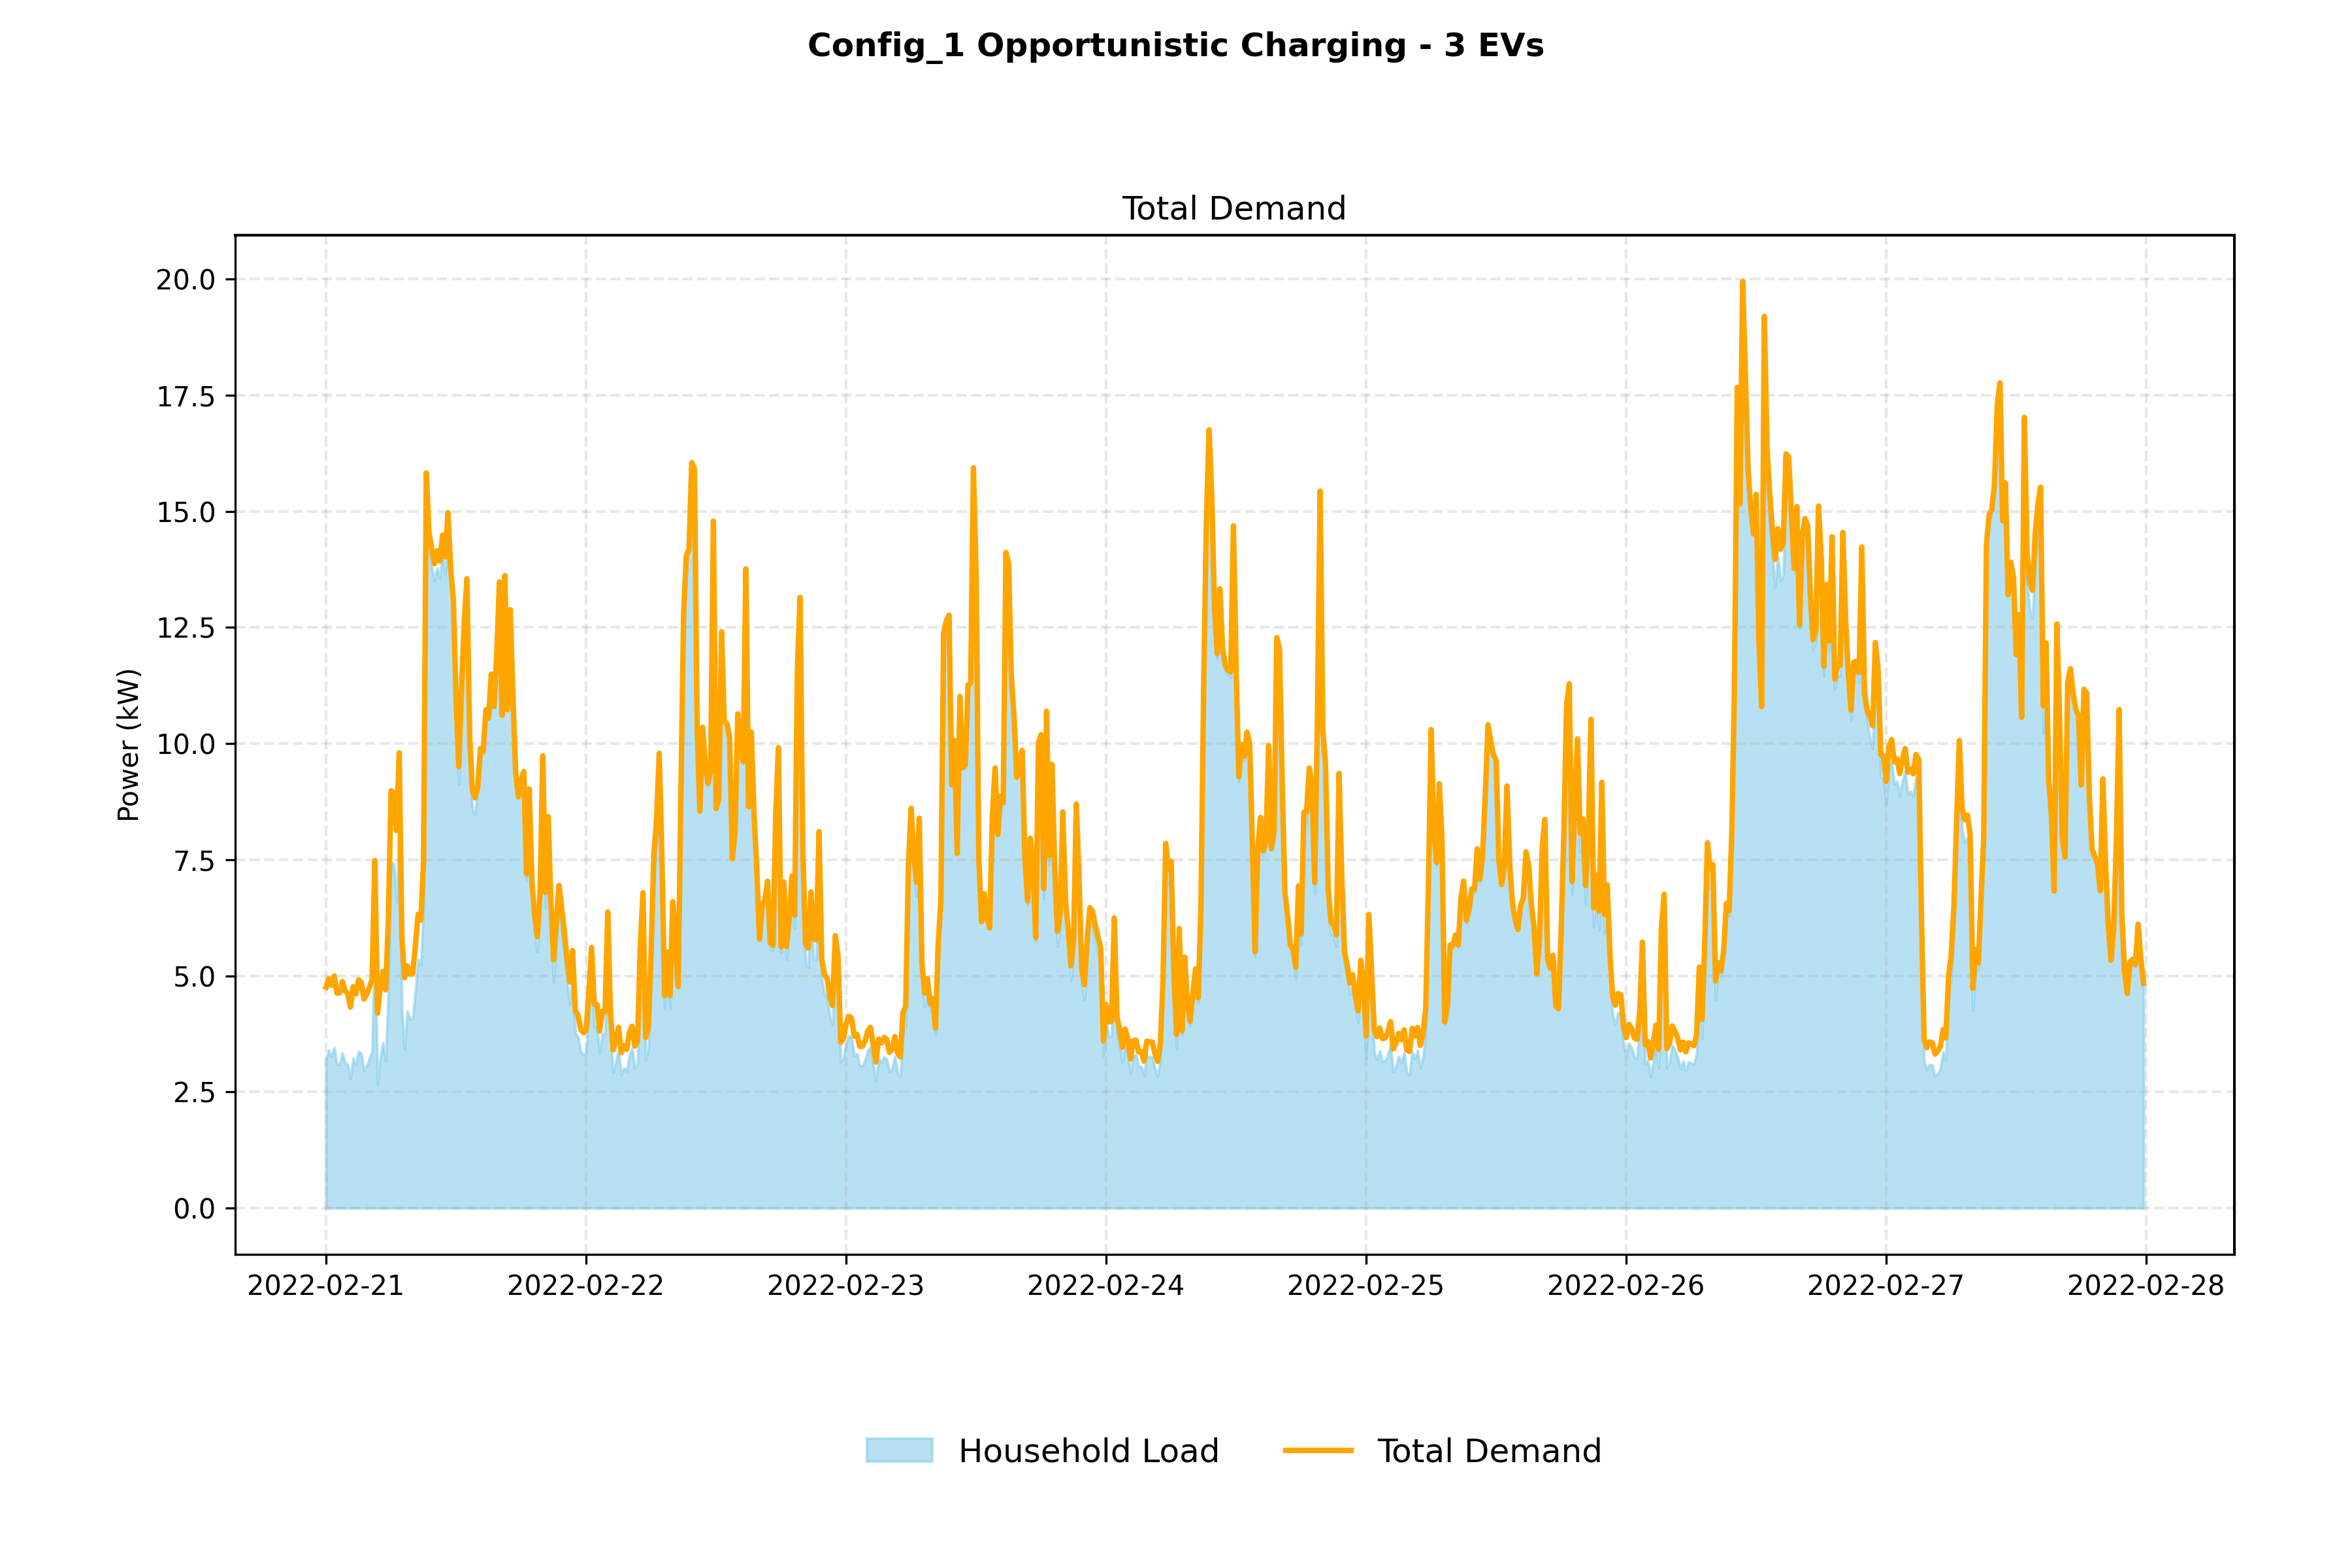 Config_1 Opportunistic Charging - 3 EVs
Total Demand
Power (kW)
20.0
17.5
15.0
12.5
10.0
7.5
5.0
2.5
0.0
2022-02-21 2022-02-22 2022-02-23 2022-02-24 2022-02-25 2022-02-26 2022-02-27 2022-02-28
Household Load Total Demand